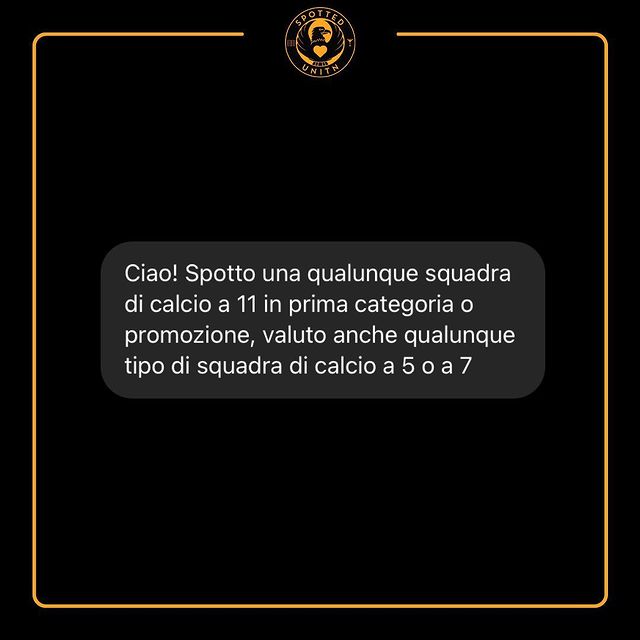 SPOTTED
UNITN
Ciao! Spotto una qualunque squadra
di calcio a 11 in prima categoria o
promozione, valuto anche qualunque
tipo di squadra di calcio a 5 o a 7